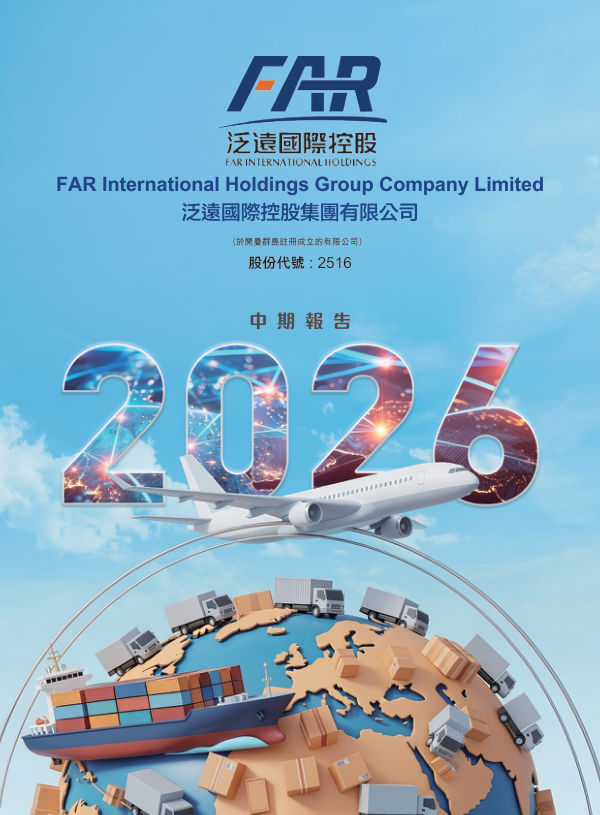 FAR
泛遠國際控股
FAR INTERNATIONAL HOLDINGS
FAR International Holdings Group Company Limited
泛遠國際控股集團有限公司
（於開曼群島註冊成立的有限公司）
股份代號 : 2516
中期報告
2026